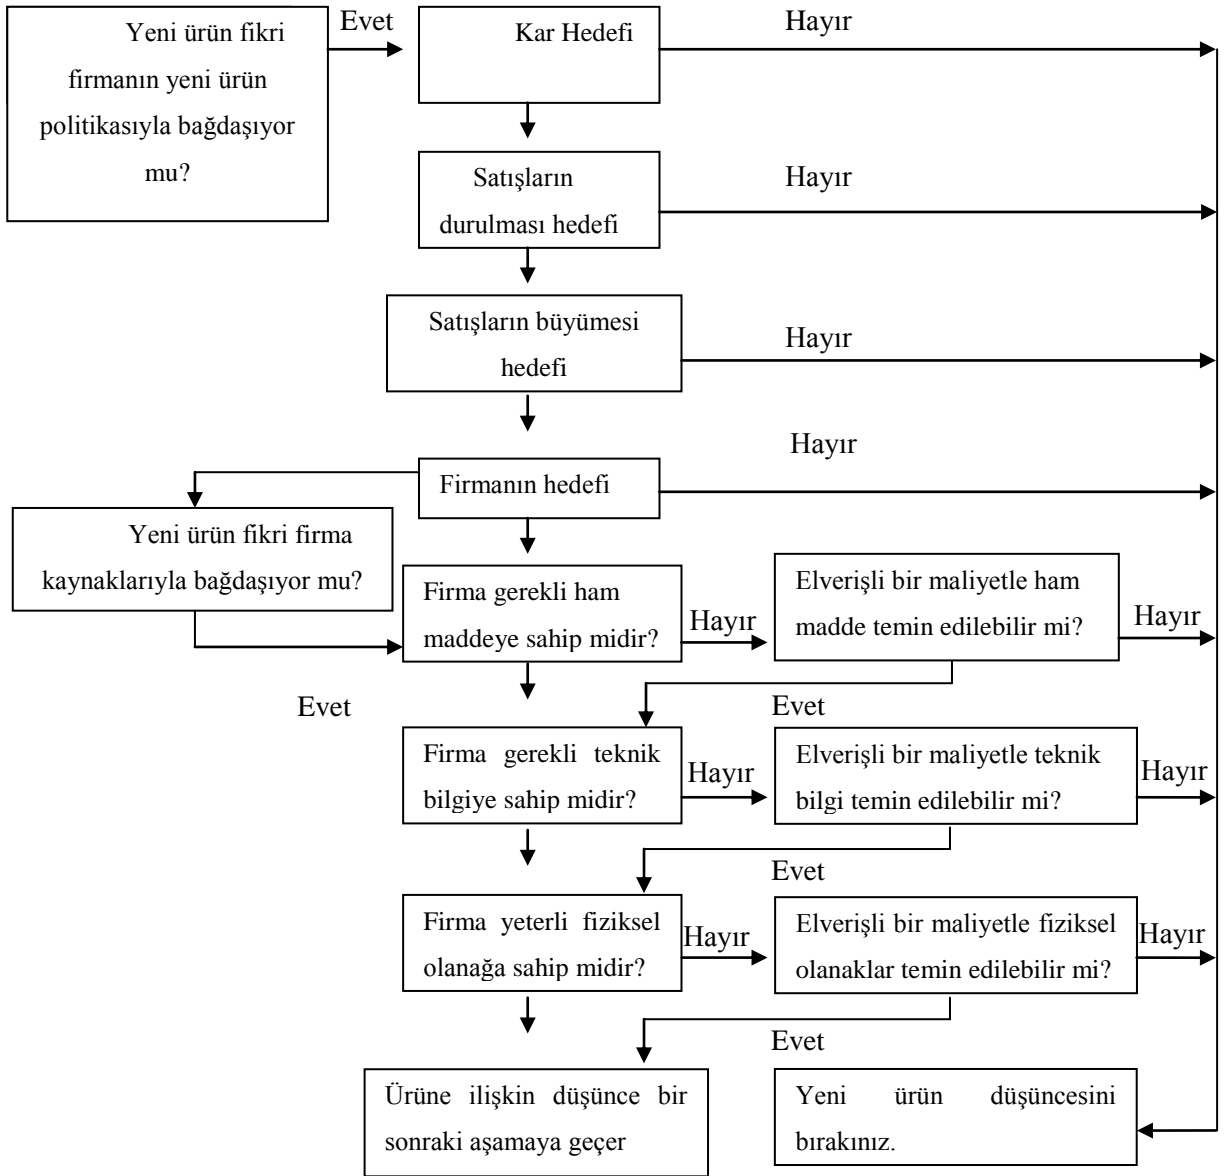 Yeni ürün fikri
firmanın yeni ürün
politikasıyla bağdaşıyor
mu?
Evet
Kar Hedefi
Hayır
Satışların
durulması hedefi
Hayır
Satışların büyümesi
hedefi
Hayır
Firmanın hedefi
Hayır
Yeni ürün fikri firma
kaynaklarıyla bağdaşıyor mu?
Firma gerekli ham
maddeye sahip midir?
Hayır
Elverişli bir maliyetle ham
madde temin edilebilir mi?
Hayır
Evet
Evet
Firma gerekli teknik
bilgiye sahip midir?
Hayır
Elverişli bir maliyetle teknik
bilgi temin edilebilir mi?
Hayır
Evet
Firma yeterli fiziksel
olanağa sahip midir?
Hayır
Elverişli bir maliyetle fiziksel
olanaklar temin edilebilir mi?
Hayır
Evet
Ürüne ilişkin düşünce bir
sonraki aşamaya geçer
Yeni ürün düşüncesini
bırakınız.